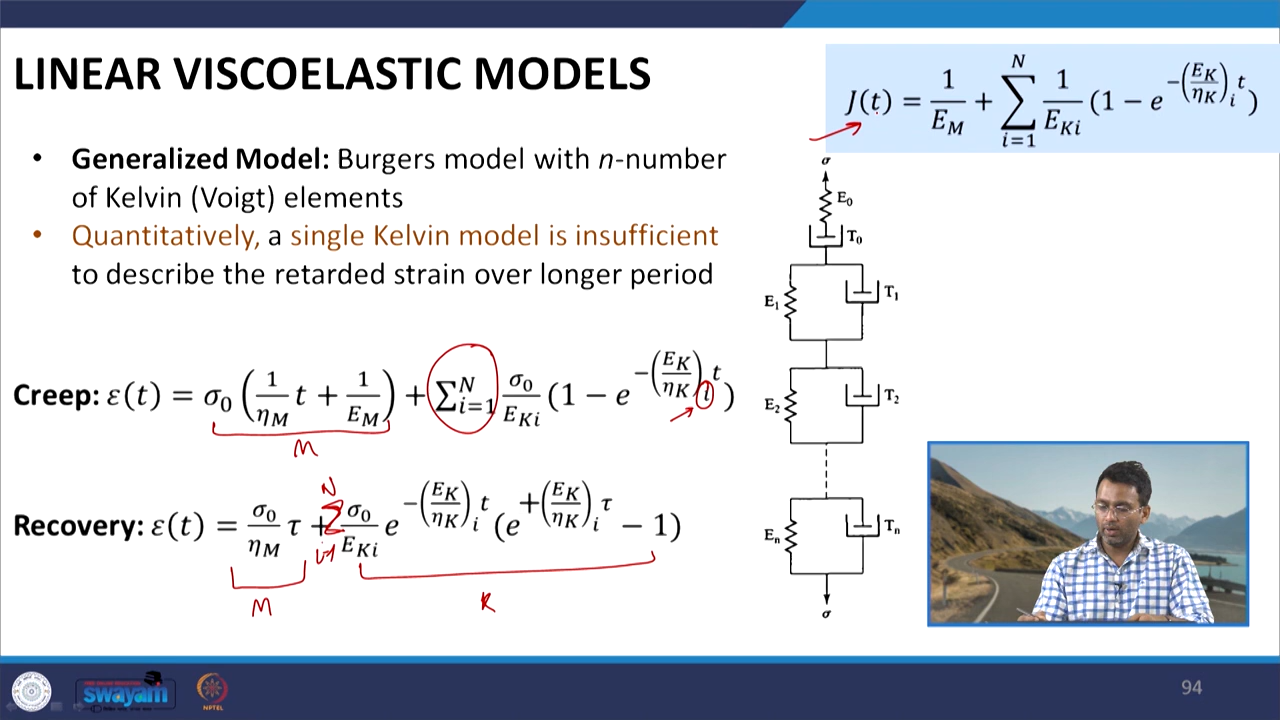 LINEAR VISCOELASTIC MODELS
J(t) = 1/E_M + ∑_{i=1}^{N} 1/E_{Ki} (1 − e^{−(E_K/η_K)_i t})
• Generalized Model: Burgers model with n-number
of Kelvin (Voigt) elements
• Quantitatively, a single Kelvin model is insufficient
to describe the retarded strain over longer period
Creep: ε(t) = σ₀ (1/η_M t + 1/E_M) + ∑_{i=1}^{N} σ₀/E_{Ki} (1 − e^{−(E_K/η_K)_i t})
M
N
Recovery: ε(t) = σ₀/η_M τ + ∑ σ₀/E_{Ki} e^{−(E_K/η_K)_i t} (e^{+(E_K/η_K)_i τ} − 1)
i=1
M
K
σ
E₀
T₀
E₁
T₁
E₂
T₂
Eₙ
Tₙ
σ
swayam
NPTEL
94